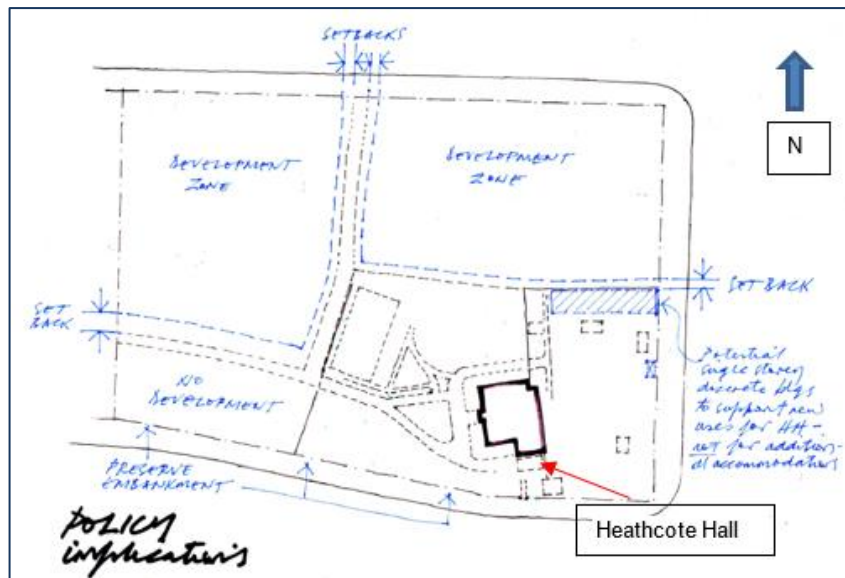 SETBACKS
N
DEVELOPMENT
ZONE
DEVELOPMENT
ZONE
SET BACK
SET
BACK
Potential
single storey
discrete bldgs
to support new
uses for HH –
not for addition-
al accommodation
NO
DEVELOPMENT
PRESERVE
EMBANKMENT
Heathcote Hall
POLICY
implications